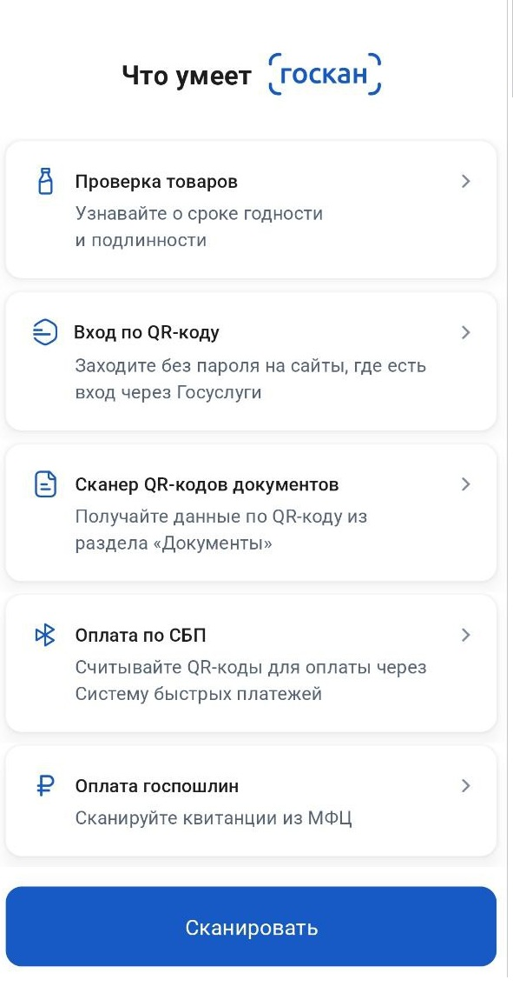 Что умеет госкан
Проверка товаров
Узнавайте о сроке годности
и подлинности
Вход по QR-коду
Заходите без пароля на сайты, где есть
вход через Госуслуги
Сканер QR-кодов документов
Получайте данные по QR-коду из
раздела «Документы»
Оплата по СБП
Считывайте QR-коды для оплаты через
Систему быстрых платежей
Оплата госпошлин
Сканируйте квитанции из МФЦ
Сканировать